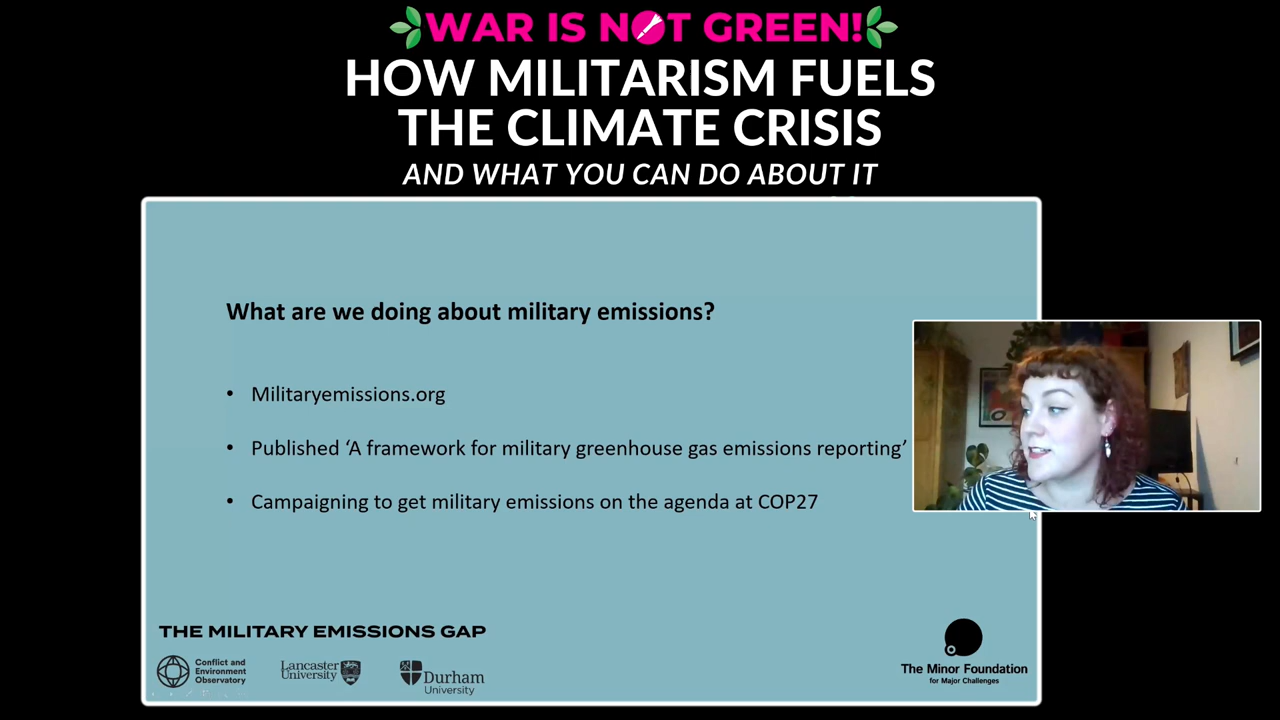 WAR IS NOT GREEN!
HOW MILITARISM FUELS
THE CLIMATE CRISIS
AND WHAT YOU CAN DO ABOUT IT
What are we doing about military emissions?
• Militaryemissions.org
• Published ‘A framework for military greenhouse gas emissions reporting’
• Campaigning to get military emissions on the agenda at COP27
THE MILITARY EMISSIONS GAP
Conflict and
Environment
Observatory
Lancaster
University
Durham
University
The Minor Foundation
for Major Challenges